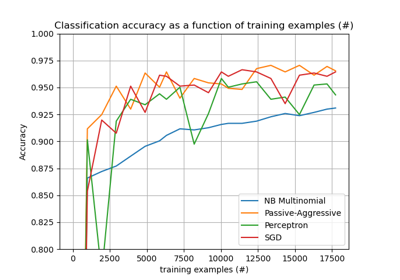 Classification accuracy as a function of training examples (#)
1.000
0.975
0.950
0.925
0.900
0.875
0.850
0.825
0.800
Accuracy
NB Multinomial
Passive-Aggressive
Perceptron
SGD
0 2500 5000 7500 10000 12500 15000 17500
training examples (#)